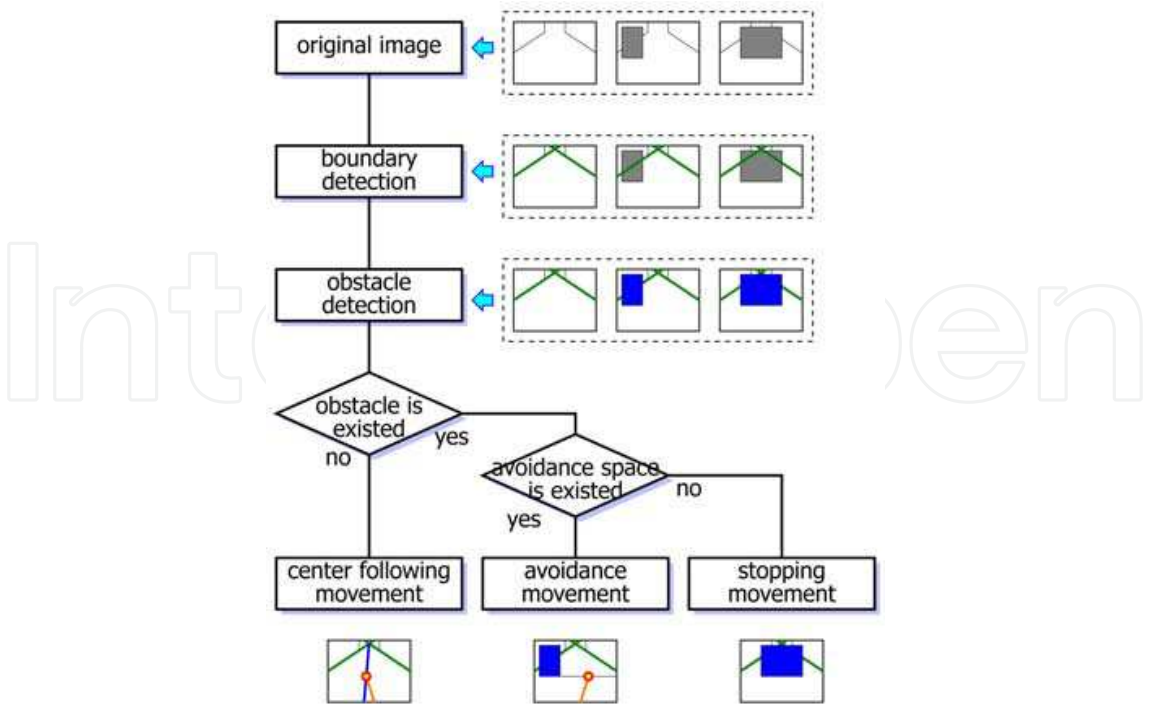 original image
boundary
detection
obstacle
detection
obstacle is
existed
yes
no
avoidance space
is existed
no
yes
center following
movement
avoidance
movement
stopping
movement